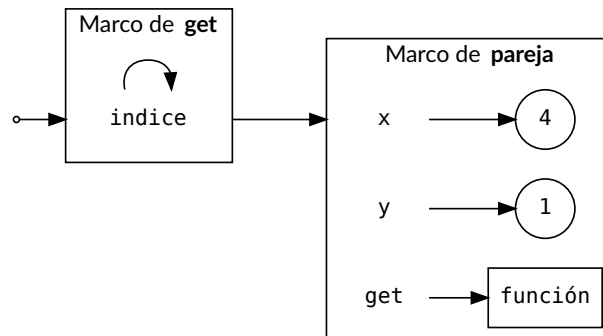 Marco de get
indice
Marco de pareja
x
4
y
1
get
función